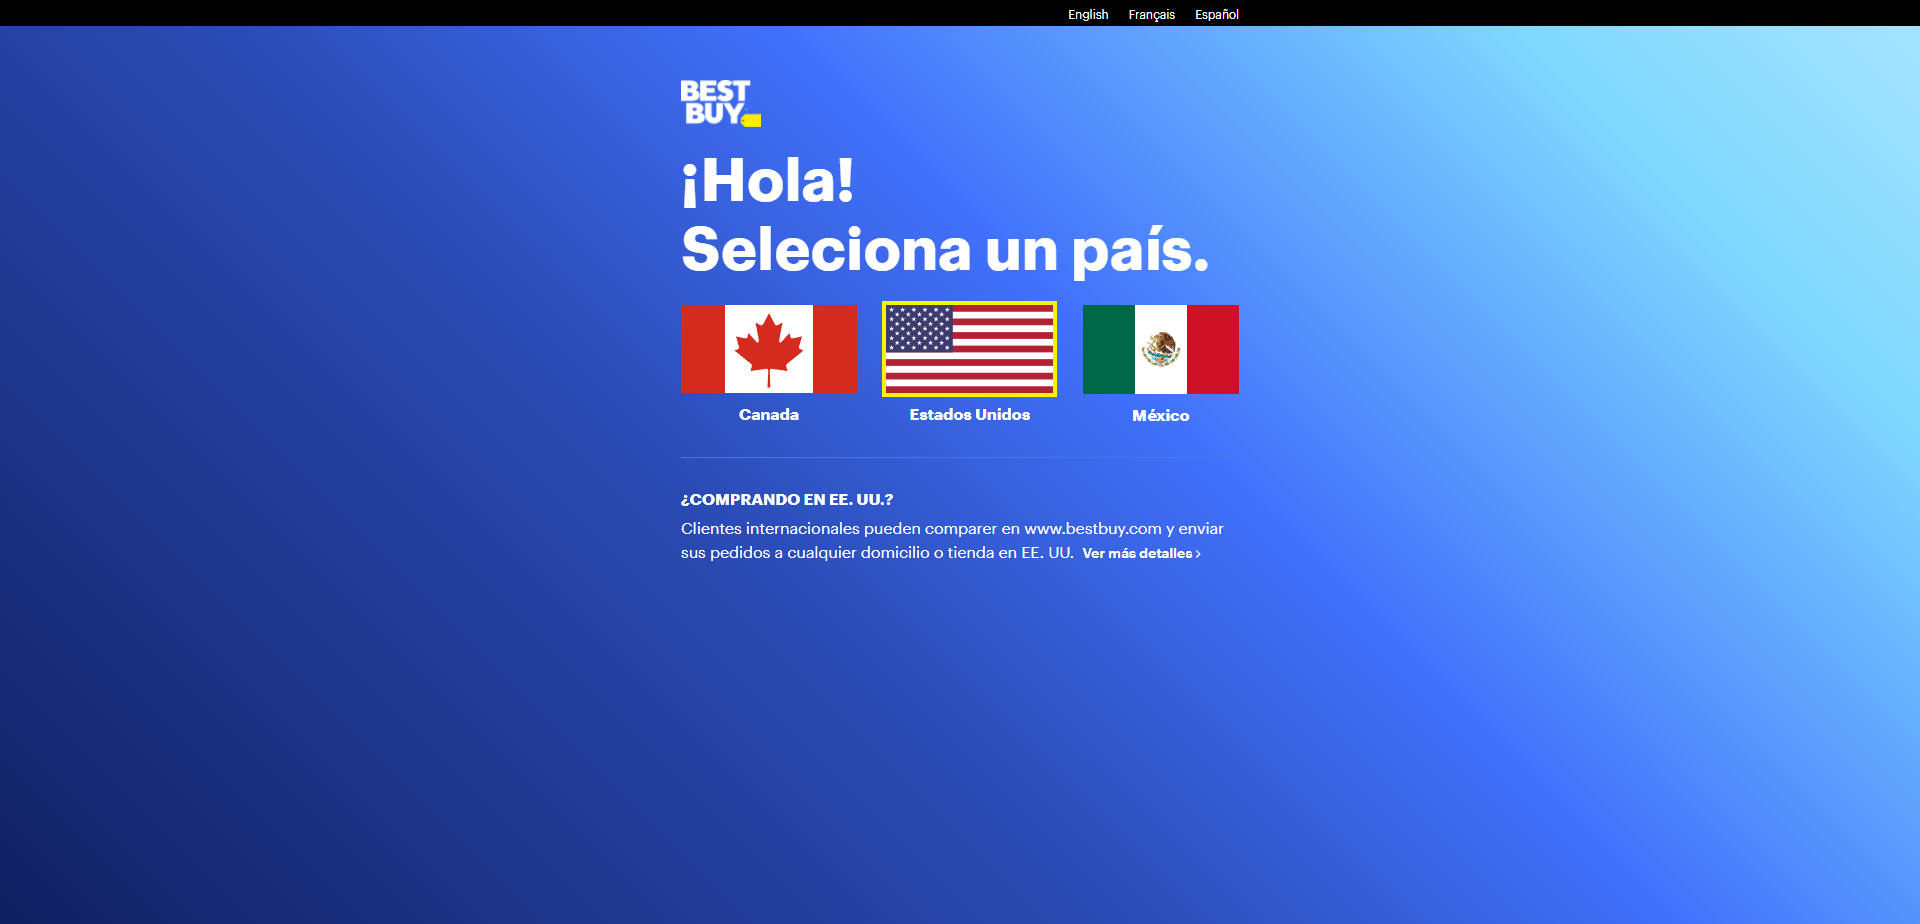 English Français Español
BEST
BUY
¡Hola!
Seleciona un país.
Canada Estados Unidos México
¿COMPRANDO EN EE. UU.?
Clientes internacionales pueden comparer en www.bestbuy.com y enviar
sus pedidos a cualquier domicilio o tienda en EE. UU. Ver más detalles ›